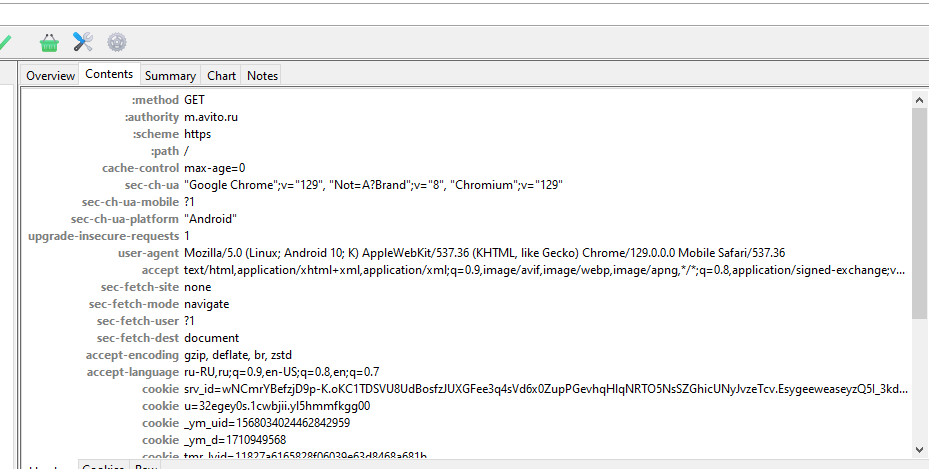 Overview Contents Summary Chart Notes
:method GET
:authority m.avito.ru
:scheme https
:path /
cache-control max-age=0
sec-ch-ua "Google Chrome";v="129", "Not=A?Brand";v="8", "Chromium";v="129"
sec-ch-ua-mobile ?1
sec-ch-ua-platform "Android"
upgrade-insecure-requests 1
user-agent Mozilla/5.0 (Linux; Android 10; K) AppleWebKit/537.36 (KHTML, like Gecko) Chrome/129.0.0.0 Mobile Safari/537.36
accept text/html,application/xhtml+xml,application/xml;q=0.9,image/avif,image/webp,image/apng,*/*;q=0.8,application/signed-exchange;v...
sec-fetch-site none
sec-fetch-mode navigate
sec-fetch-user ?1
sec-fetch-dest document
accept-encoding gzip, deflate, br, zstd
accept-language ru-RU,ru;q=0.9,en-US;q=0.8,en;q=0.7
cookie
cookie u=32egey0s.1cwbjii.yl5hmmfkgg00
cookie _ym_uid=1568034024462842959
cookie _ym_d=1710949568
cookie tmr_lvid=11827a6165828f06039e63d8468a681b
Cookies Raw